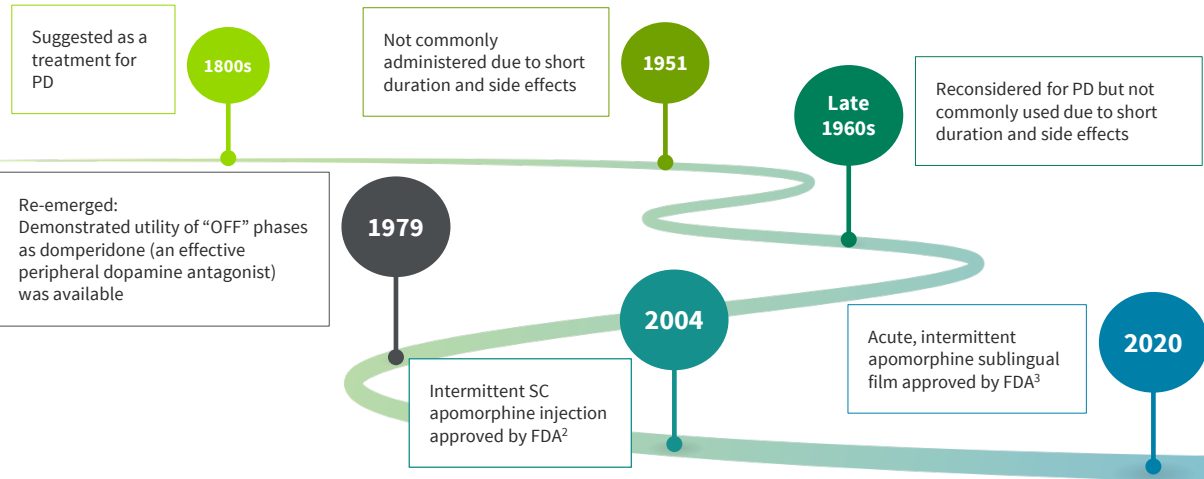 Suggested as a
treatment for
PD
1800s
Not commonly
administered due to short
duration and side effects
1951
Late
1960s
Reconsidered for PD but not
commonly used due to short
duration and side effects
Re-emerged:
Demonstrated utility of “OFF” phases
as domperidone (an effective
peripheral dopamine antagonist)
was available
1979
Intermittent SC
apomorphine injection
approved by FDA²
2004
Acute, intermittent
apomorphine sublingual
film approved by FDA³
2020